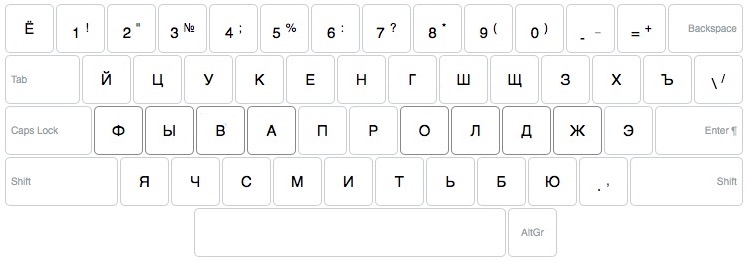 Ё 1 ! 2 " 3 № 4 ; 5 % 6 : 7 ? 8 * 9 ( 0 ) - _ = + Backspace
Tab Й Ц У К Е Н Г Ш Щ З Х Ъ \ /
Caps Lock Ф Ы В А П Р О Л Д Ж Э Enter ¶
Shift Я Ч С М И Т Ь Б Ю . , Shift
AltGr